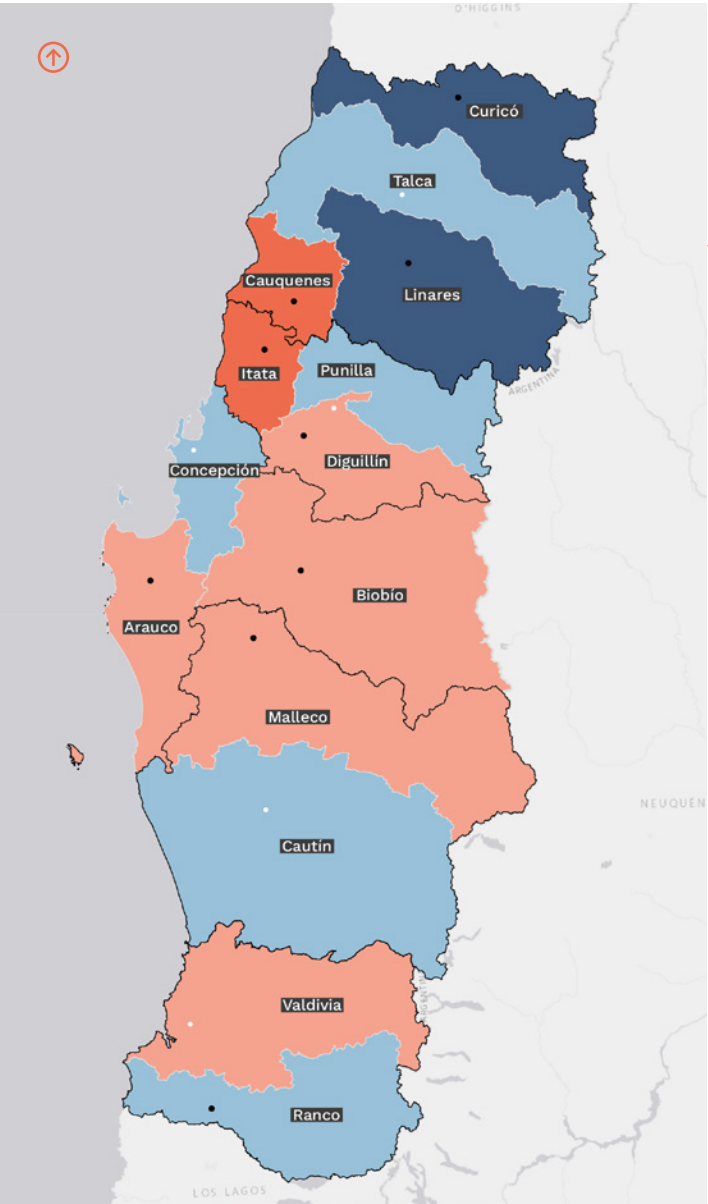 O'HIGGINS
Curicó
Talca
Cauquenes
Linares
Itata
Punilla
ARGENTINA
Diguillín
Concepción
Biobío
Arauco
Malleco
NEUQUÉN
Cautín
ARGENTINA
Valdivia
Ranco
LOS LAGOS